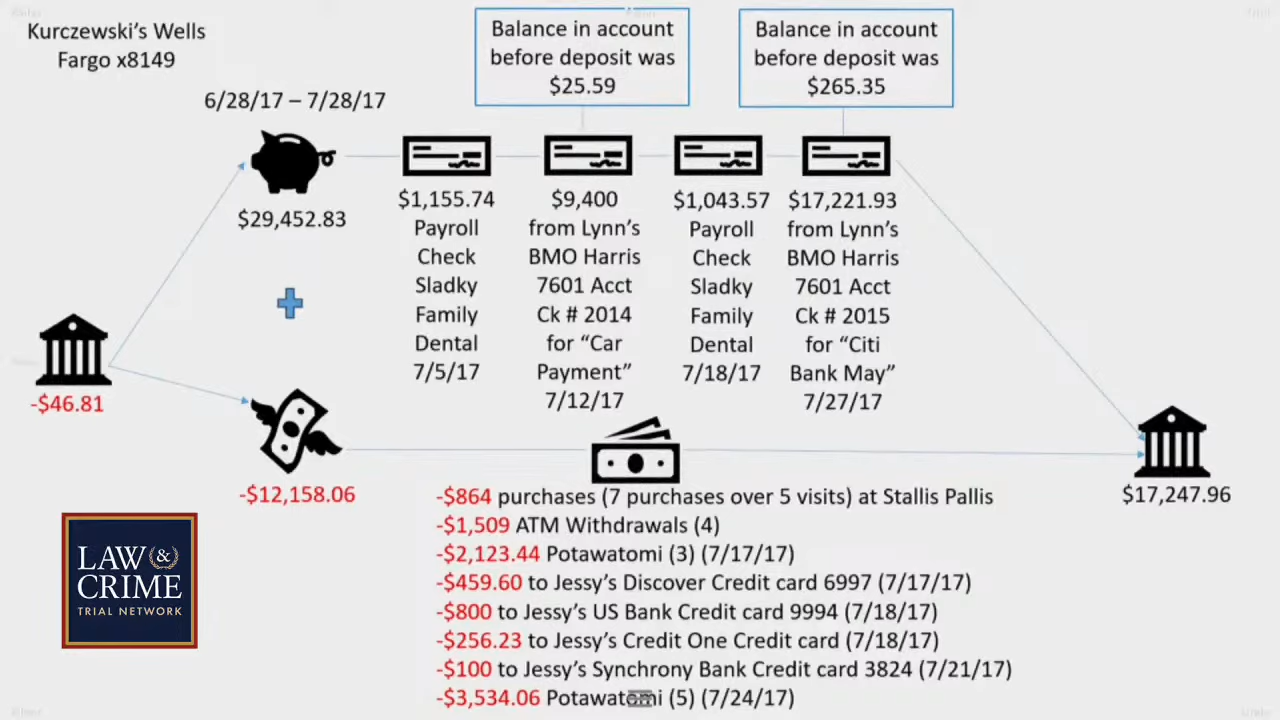 Kurczewski's Wells
Fargo x8149
6/28/17 – 7/28/17
Balance in account
before deposit was
$25.59
Balance in account
before deposit was
$265.35
$29,452.83
$1,155.74
Payroll
Check
Sladky
Family
Dental
7/5/17
$9,400
from Lynn's
BMO Harris
7601 Acct
Ck # 2014
for “Car
Payment”
7/12/17
$1,043.57
Payroll
Check
Sladky
Family
Dental
7/18/17
$17,221.93
from Lynn's
BMO Harris
7601 Acct
Ck # 2015
for “Citi
Bank May”
7/27/17
-$46.81
-$12,158.06
$17,247.96
-$864 purchases (7 purchases over 5 visits) at Stallis Pallis
-$1,509 ATM Withdrawals (4)
-$2,123.44 Potawatomi (3) (7/17/17)
-$459.60 to Jessy's Discover Credit card 6997 (7/17/17)
-$800 to Jessy's US Bank Credit card 9994 (7/18/17)
-$256.23 to Jessy's Credit One Credit card (7/18/17)
-$100 to Jessy's Synchrony Bank Credit card 3824 (7/21/17)
-$3,534.06 Potawatomi (5) (7/24/17)
LAW &
CRIME
TRIAL NETWORK